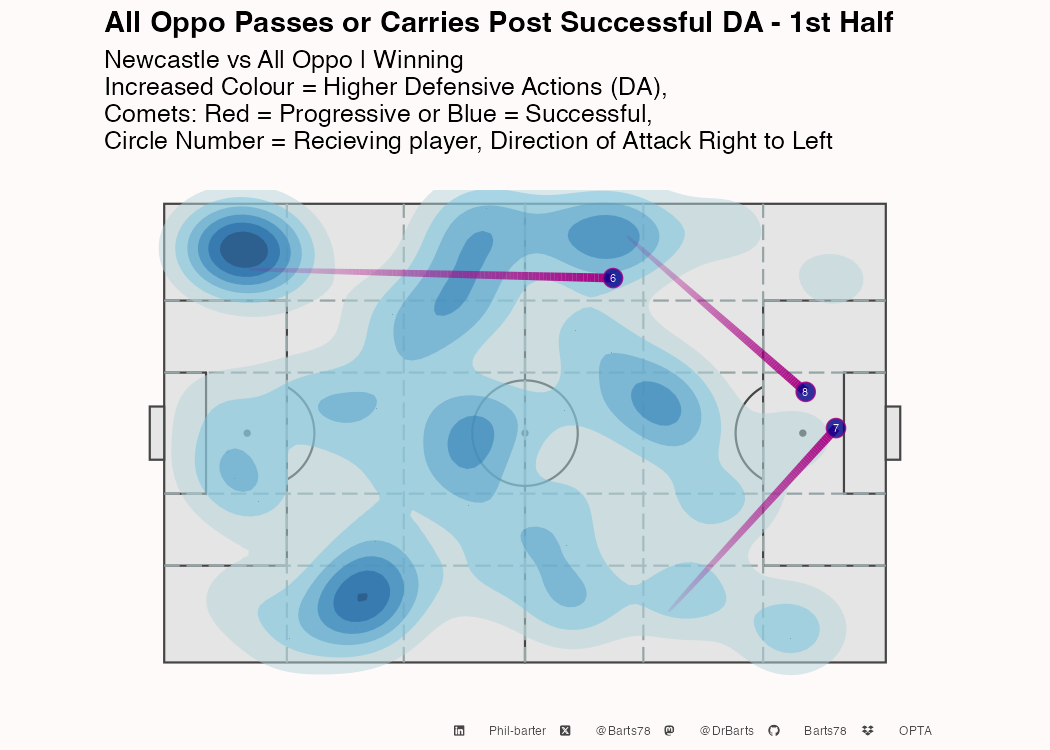 All Oppo Passes or Carries Post Successful DA - 1st Half
Newcastle vs All Oppo | Winning
Increased Colour = Higher Defensive Actions (DA),
Comets: Red = Progressive or Blue = Successful,
Circle Number = Recieving player, Direction of Attack Right to Left
6
8
7
Phil-barter @Barts78 @DrBarts Barts78 OPTA